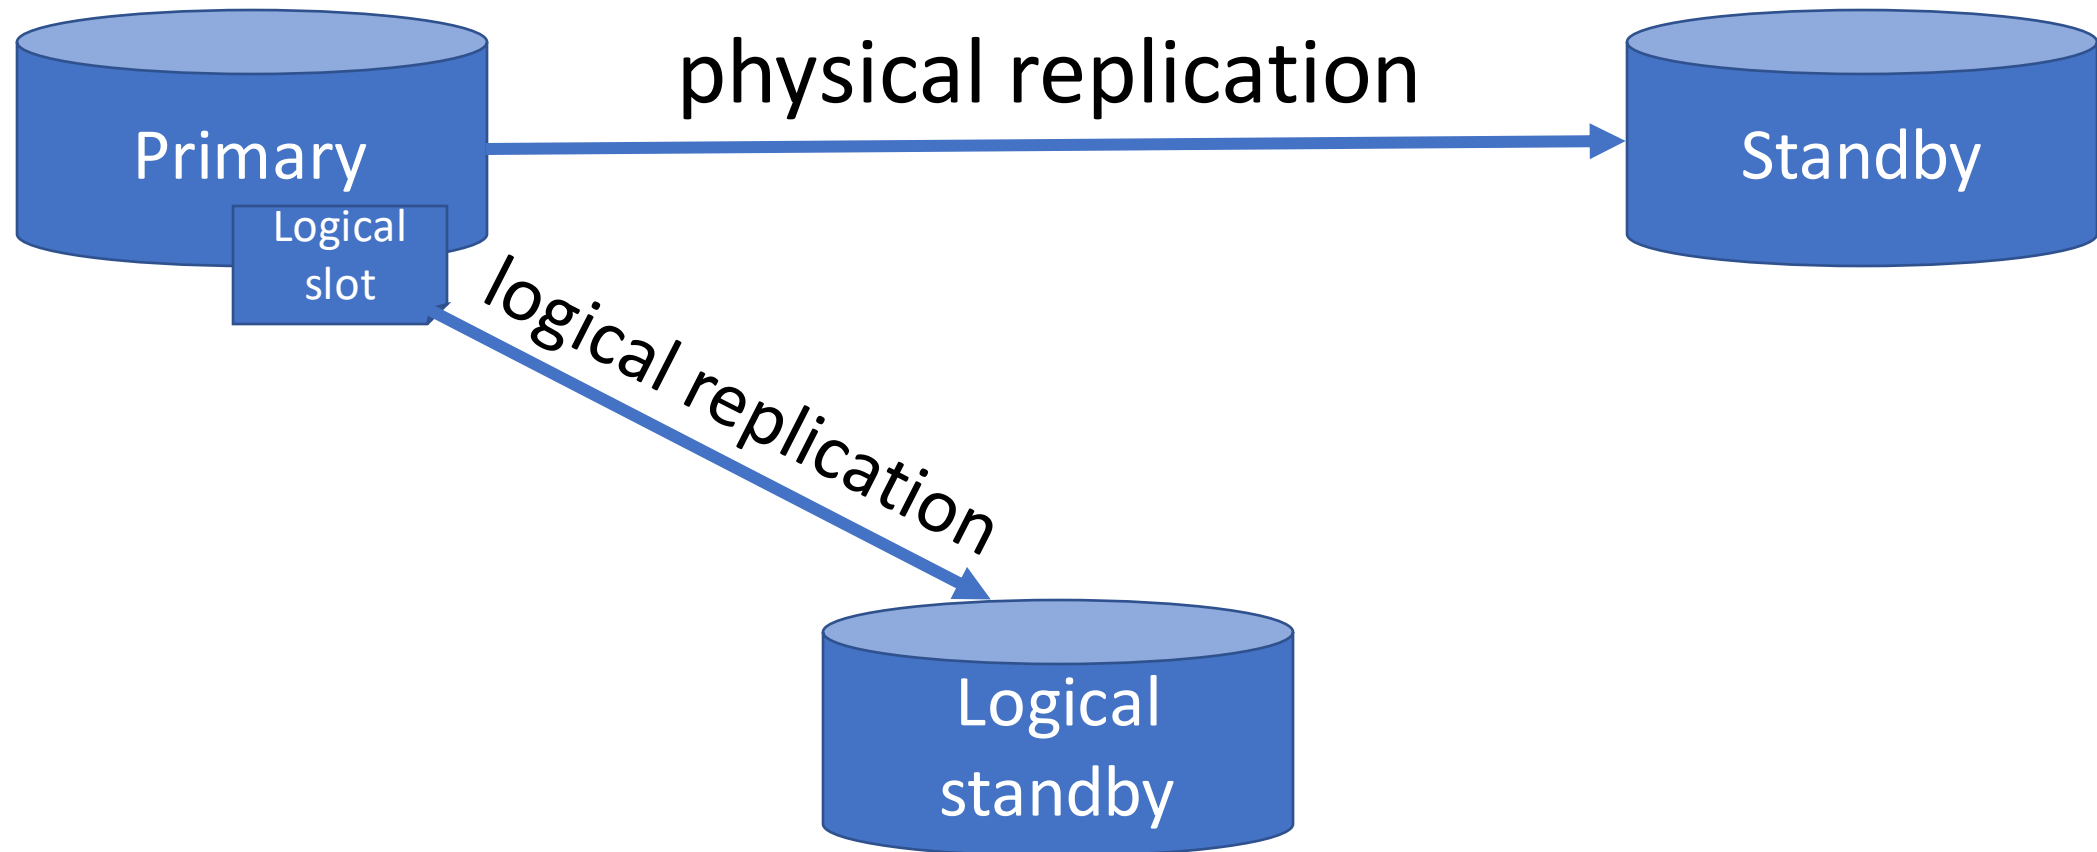 physical replication
Primary
Standby
Logical
slot
logical replication
Logical
standby